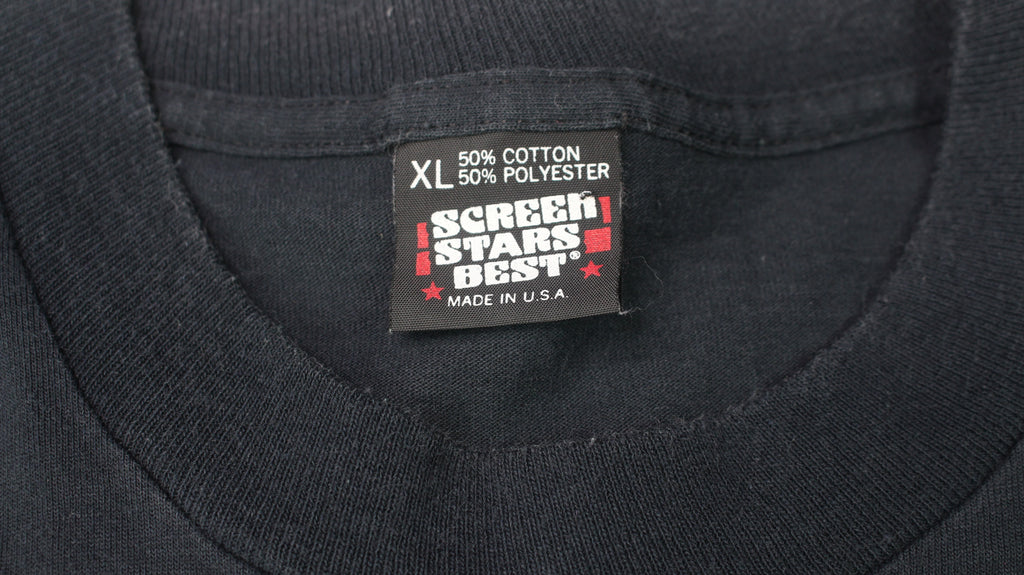 XL 50% COTTON
50% POLYESTER
SCREEN
STARS
BEST®
MADE IN U.S.A.